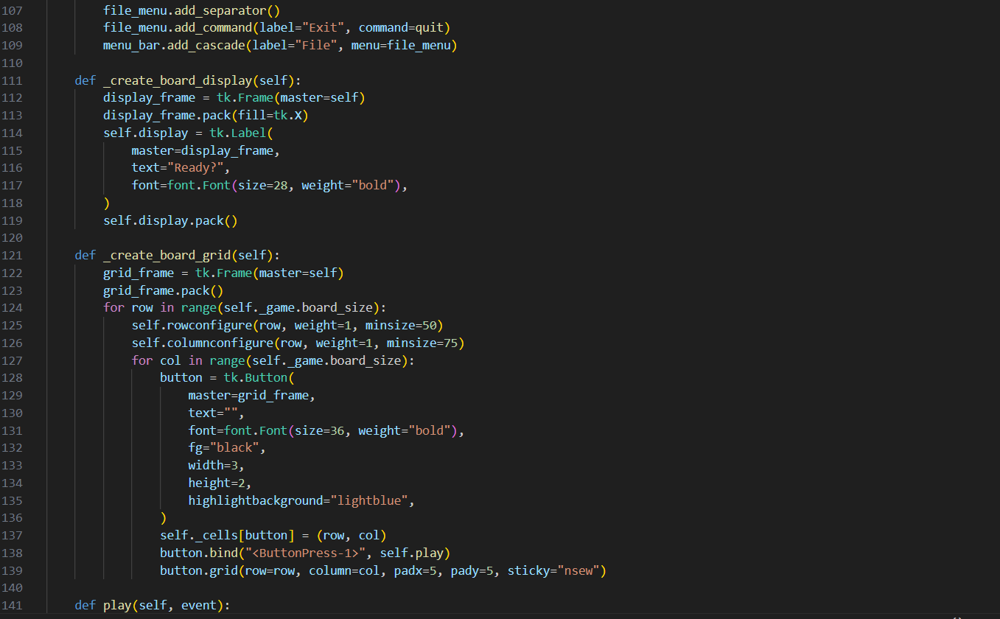 107 file_menu.add_separator()
108 file_menu.add_command(label="Exit", command=quit)
109 menu_bar.add_cascade(label="File", menu=file_menu)
110
111 def _create_board_display(self):
112 display_frame = tk.Frame(master=self)
113 display_frame.pack(fill=tk.X)
114 self.display = tk.Label(
115 master=display_frame,
116 text="Ready?",
117 font=font.Font(size=28, weight="bold"),
118 )
119 self.display.pack()
120
121 def _create_board_grid(self):
122 grid_frame = tk.Frame(master=self)
123 grid_frame.pack()
124 for row in range(self._game.board_size):
125 self.rowconfigure(row, weight=1, minsize=50)
126 self.columnconfigure(row, weight=1, minsize=75)
127 for col in range(self._game.board_size):
128 button = tk.Button(
129 master=grid_frame,
130 text="",
131 font=font.Font(size=36, weight="bold"),
132 fg="black",
133 width=3,
134 height=2,
135 highlightbackground="lightblue",
136 )
137 self._cells[button] = (row, col)
138 button.bind("<ButtonPress-1>", self.play)
139 button.grid(row=row, column=col, padx=5, pady=5, sticky="nsew")
140
141 def play(self, event):